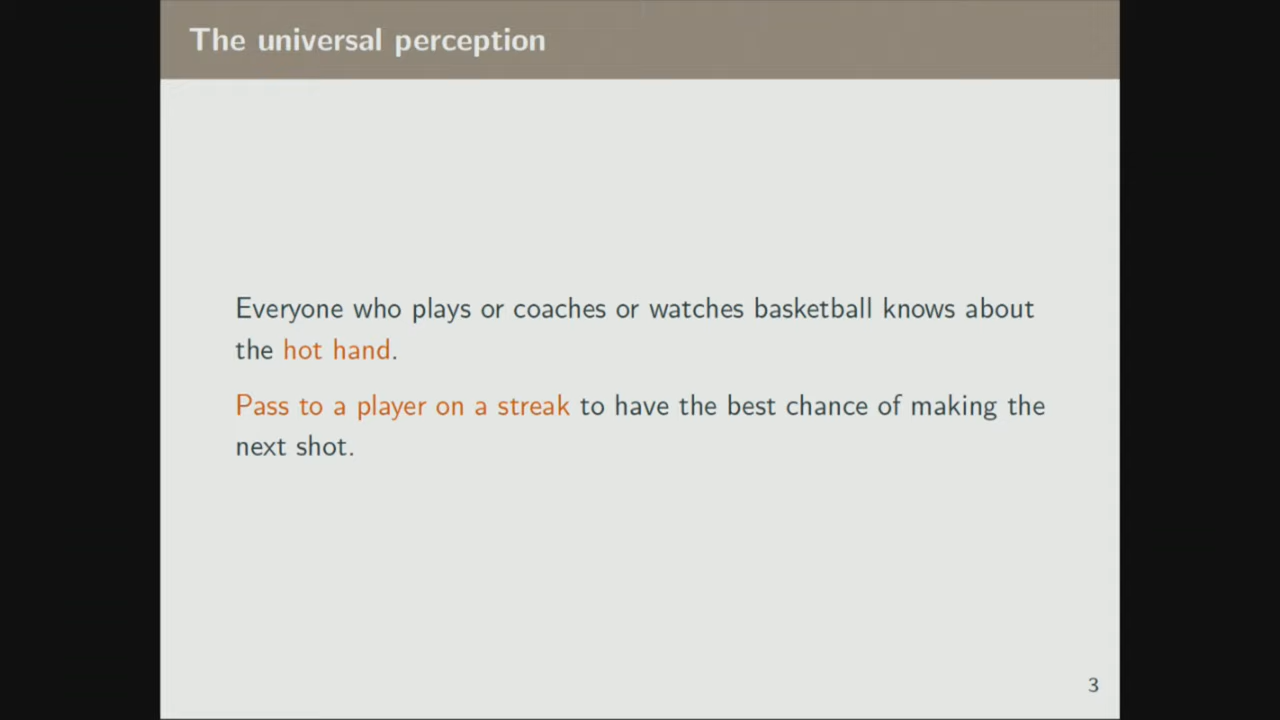 The universal perception
Everyone who plays or coaches or watches basketball knows about
the hot hand.
Pass to a player on a streak to have the best chance of making the
next shot.
3